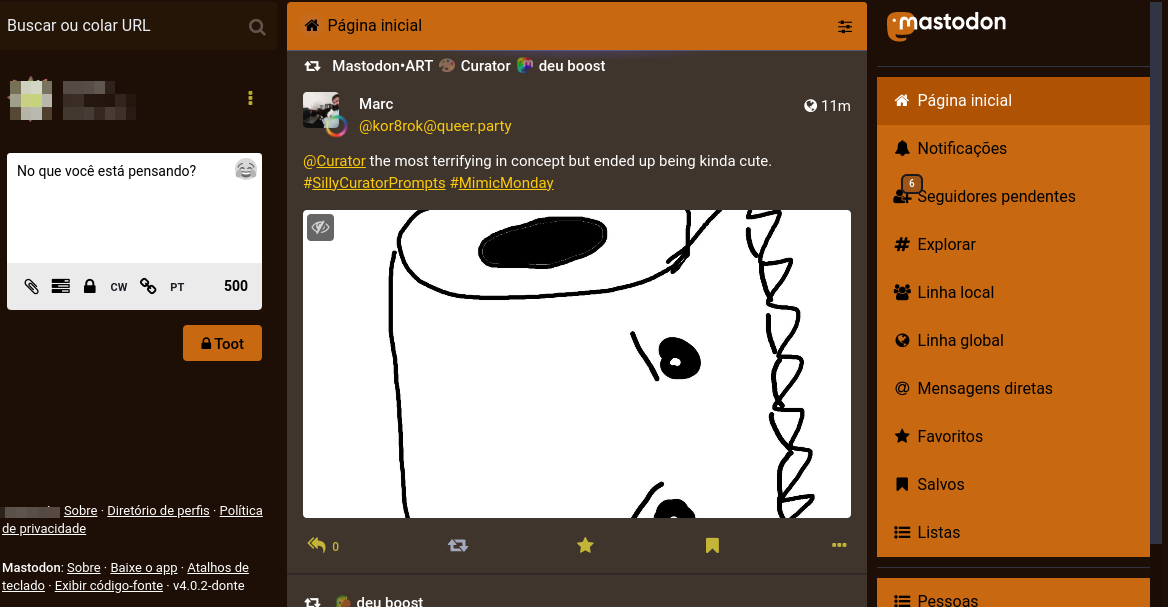 Buscar ou colar URL
No que você está pensando?
CW
PT
500
Toot
Sobre · Diretório de perfis · Política
de privacidade
Mastodon: Sobre · Baixe o app · Atalhos de
teclado · Exibir código-fonte · v4.0.2-donte
Página inicial
Mastodon•ART 🎨 Curator deu boost
Marc
@kor8rok@queer.party
11m
@Curator the most terrifying in concept but ended up being kinda cute.
#SillyCuratorPrompts #MimicMonday
0
deu boost
mastodon
Página inicial
Notificações
6
Seguidores pendentes
Explorar
Linha local
Linha global
Mensagens diretas
Favoritos
Salvos
Listas
Pessoas